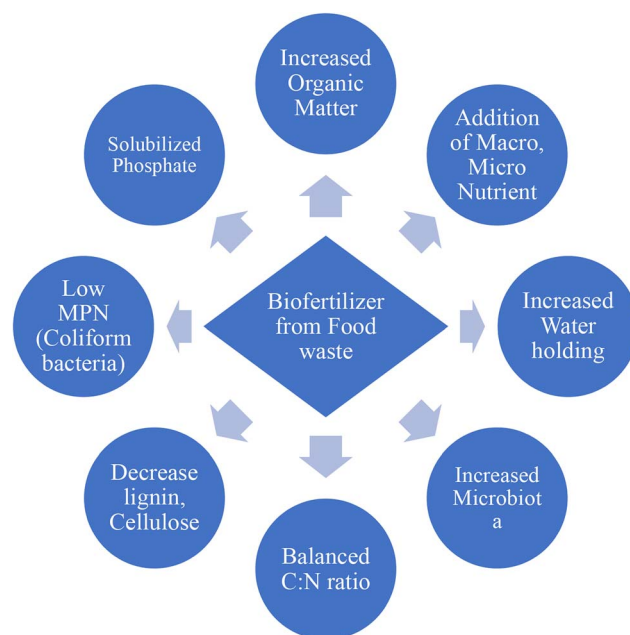 Increased
Organic
Matter
Solubilized
Phosphate
Addition
of Macro,
Micro
Nutrient
Low
MPN
(Coliform
bacteria)
Biofertilizer
from Food
waste
Increased
Water
holding
Decrease
lignin,
Cellulose
Increased
Microbiot
a
Balanced
C:N ratio